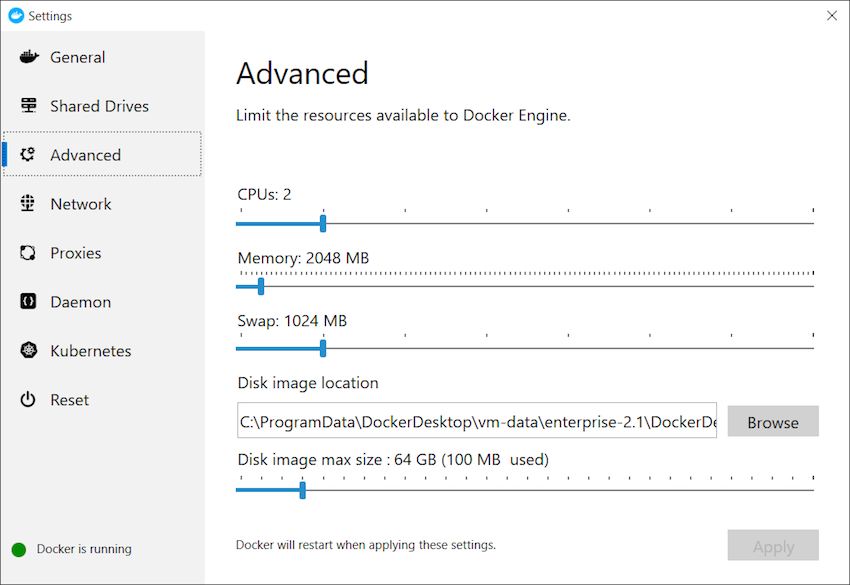 Settings
General
Shared Drives
Advanced
Network
Proxies
Daemon
Kubernetes
Reset
Docker is running
Advanced
Limit the resources available to Docker Engine.
CPUs: 2
Memory: 2048 MB
Swap: 1024 MB
Disk image location
C:\ProgramData\DockerDesktop\vm-data\enterprise-2.1\DockerDe
Browse
Disk image max size : 64 GB (100 MB  used)
Docker will restart when applying these settings.
Apply